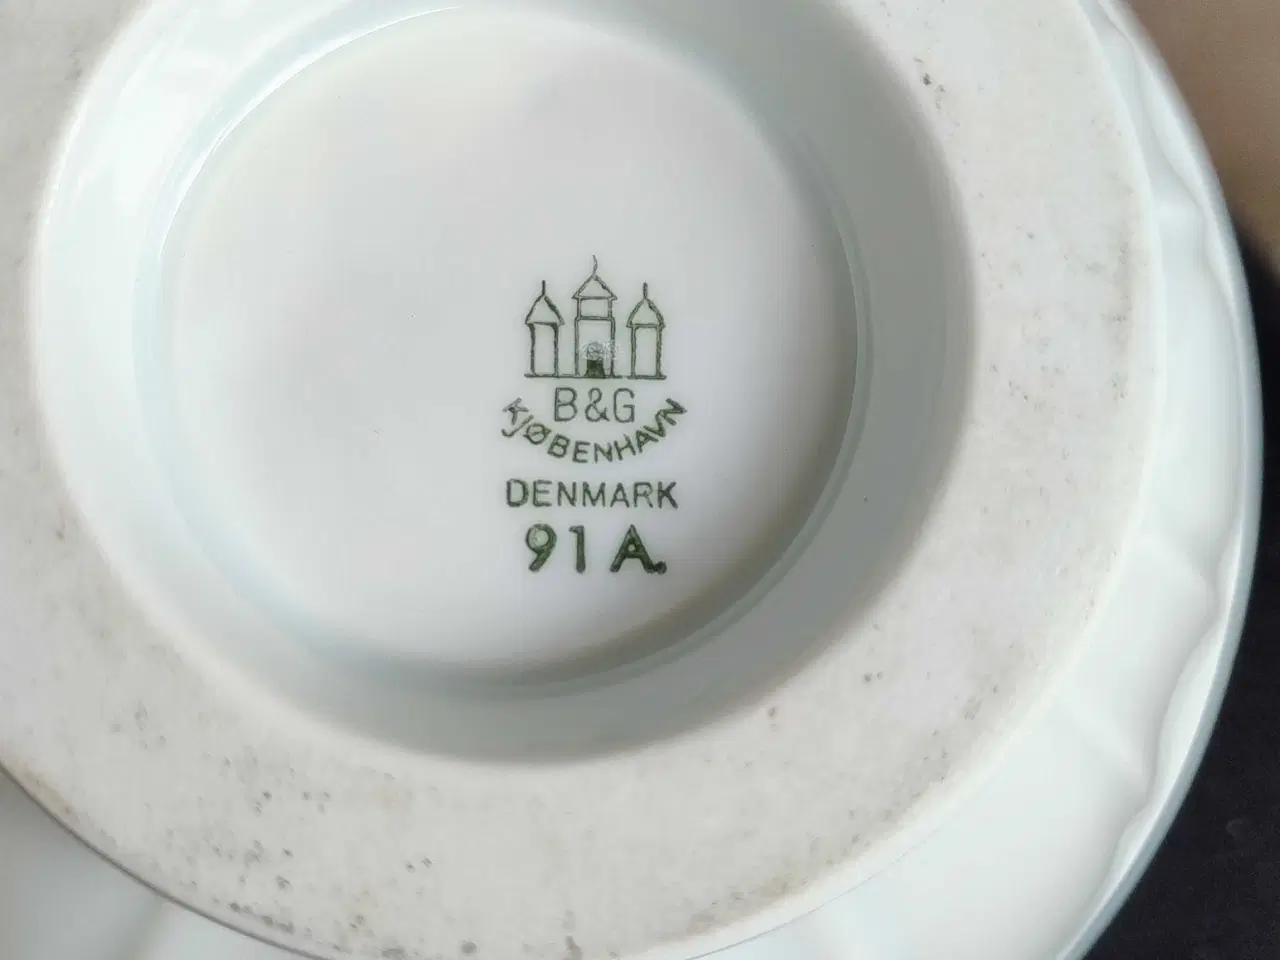 B&G
KJØBENHAVN
DENMARK
91A.